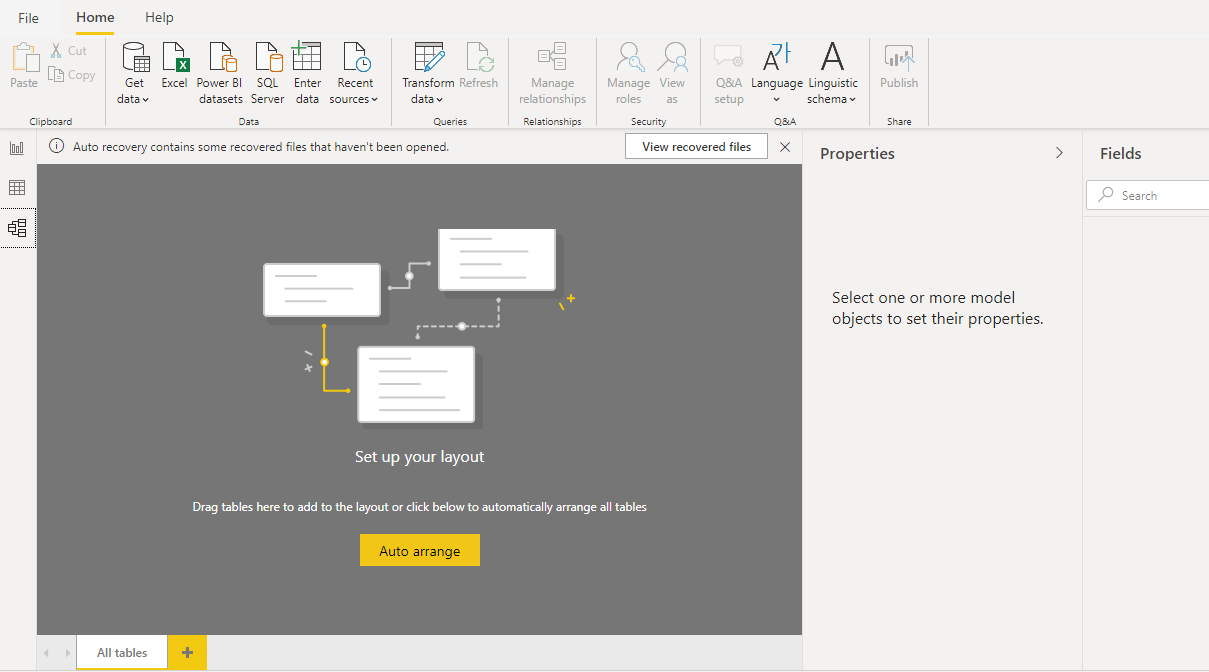 File Home Help
Paste
Cut
Copy
Clipboard
Get data
Excel
Power BI datasets
SQL Server
Enter data
Recent sources
Data
Transform data
Refresh
Queries
Manage relationships
Relationships
Manage roles
View as
Security
Q&A setup
Language
Linguistic schema
Q&A
Publish
Share
Auto recovery contains some recovered files that haven't been opened.
View recovered files
Properties
Fields
Search
Select one or more model
objects to set their properties.
Set up your layout
Drag tables here to add to the layout or click below to automatically arrange all tables
Auto arrange
All tables